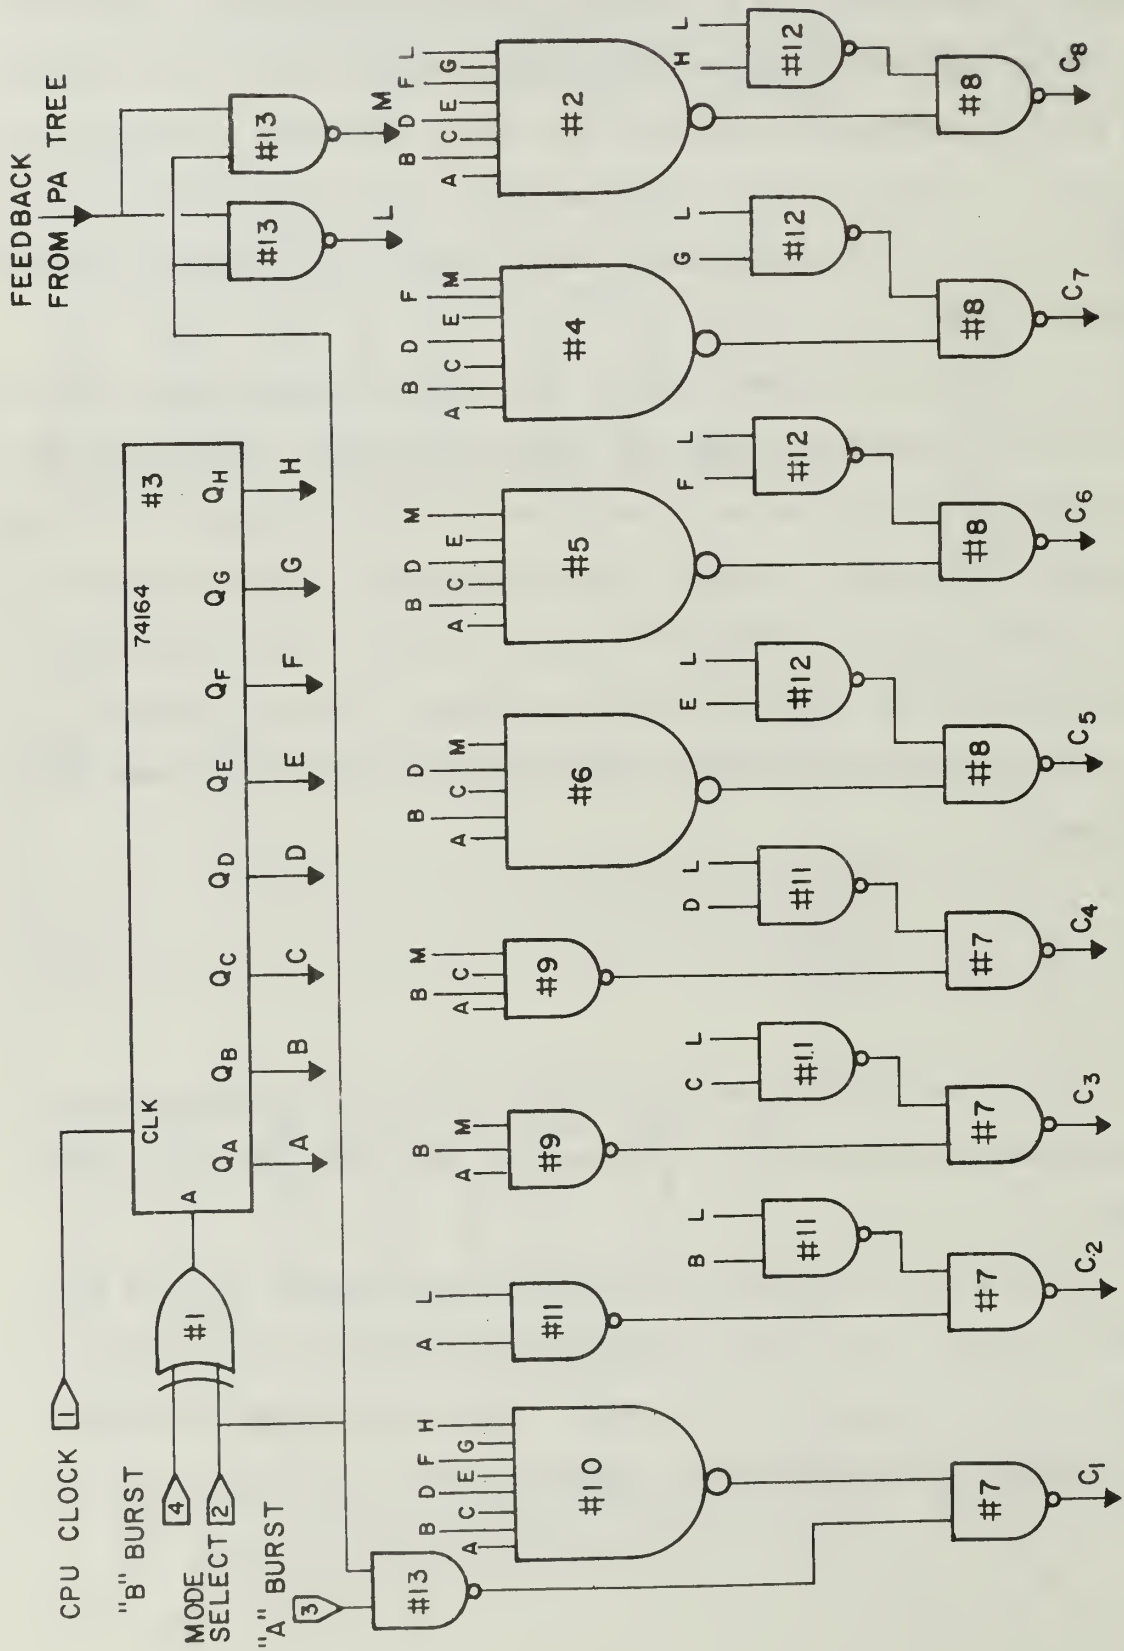 FEEDBACK
FROM PA TREE
CPU CLOCK 1
"B" BURST
4
MODE
SELECT 2
"A" BURST
3
CLK
74164
#3
A
#1
QA QB QC QD QE QF QG QH
A B C D E F G H
#13
#13
L
M
#13
A B C D E F G H
#10
#7
C1
A L
#11
B L
#11
#7
C2
A B M
#9
C L
#11
#7
C3
A B C M
#9
D L
#11
#7
C4
A B C D M
#6
E L
#12
#8
C5
A B C D E M
#5
F L
#12
#8
C6
A B C D E F M
#4
G L
#12
#8
C7
A B C D E F G L
#2
H L
#12
#8
C8